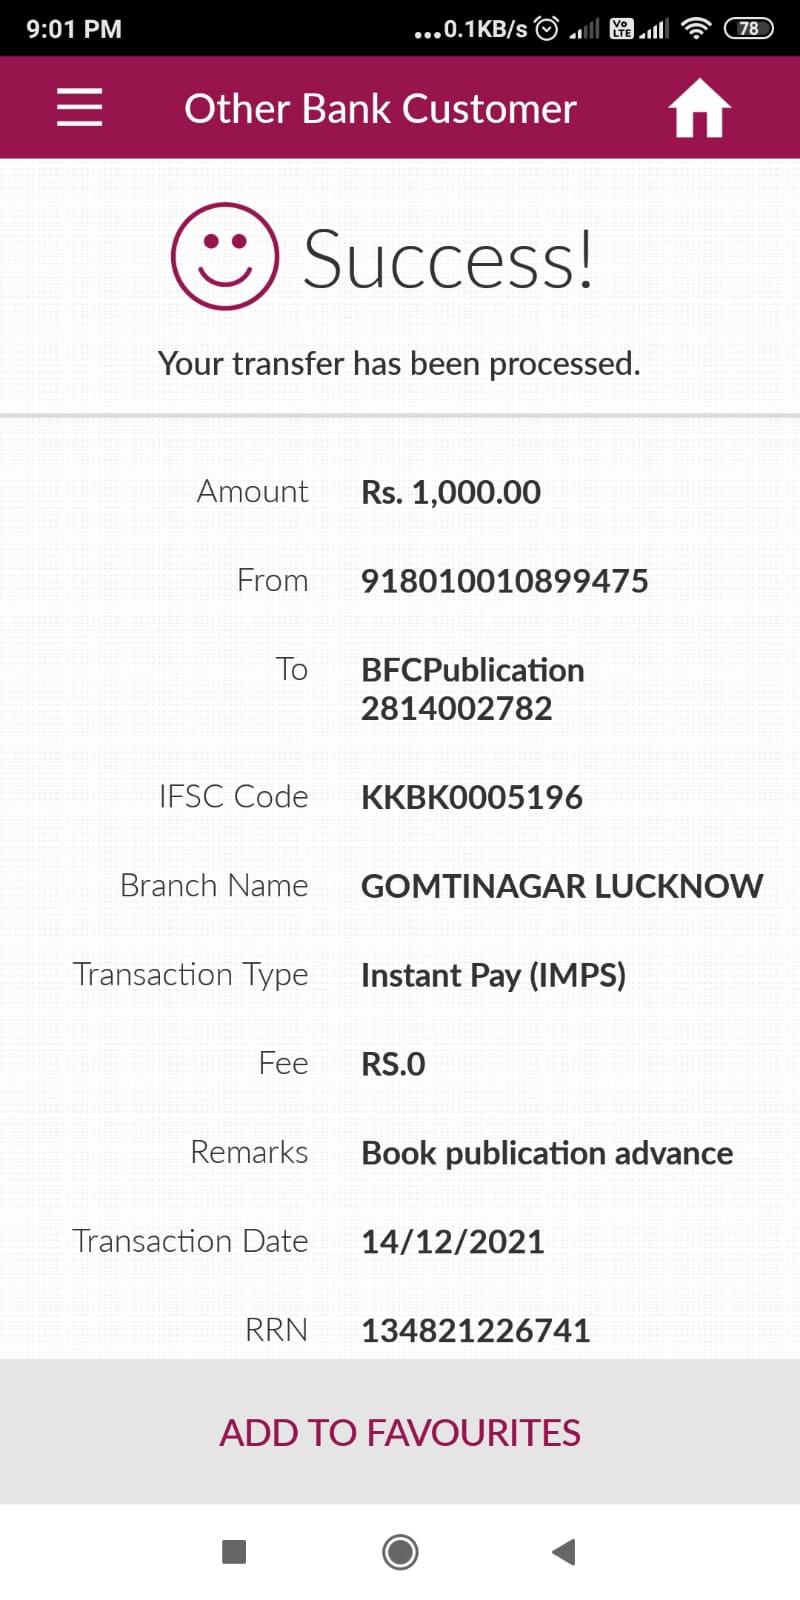 9:01 PM
...0.1KB/s
Vo LTE
78
Other Bank Customer
Success!
Your transfer has been processed.
Amount Rs. 1,000.00
From 918010010899475
To BFCPublication
2814002782
IFSC Code KKBK0005196
Branch Name GOMTINAGAR LUCKNOW
Transaction Type Instant Pay (IMPS)
Fee RS.0
Remarks Book publication advance
Transaction Date 14/12/2021
RRN 134821226741
ADD TO FAVOURITES